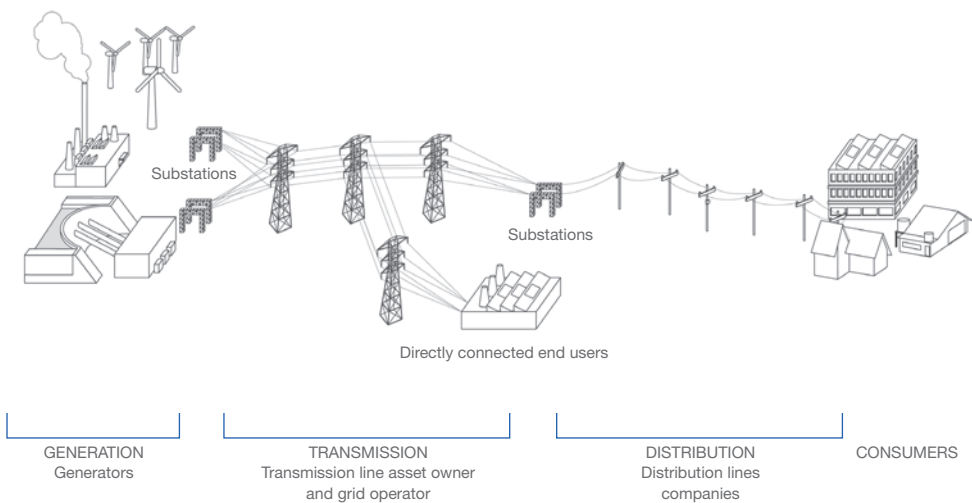 Substations
Substations
Directly connected end users
GENERATION
Generators
TRANSMISSION
Transmission line asset owner
and grid operator
DISTRIBUTION
Distribution lines
companies
CONSUMERS